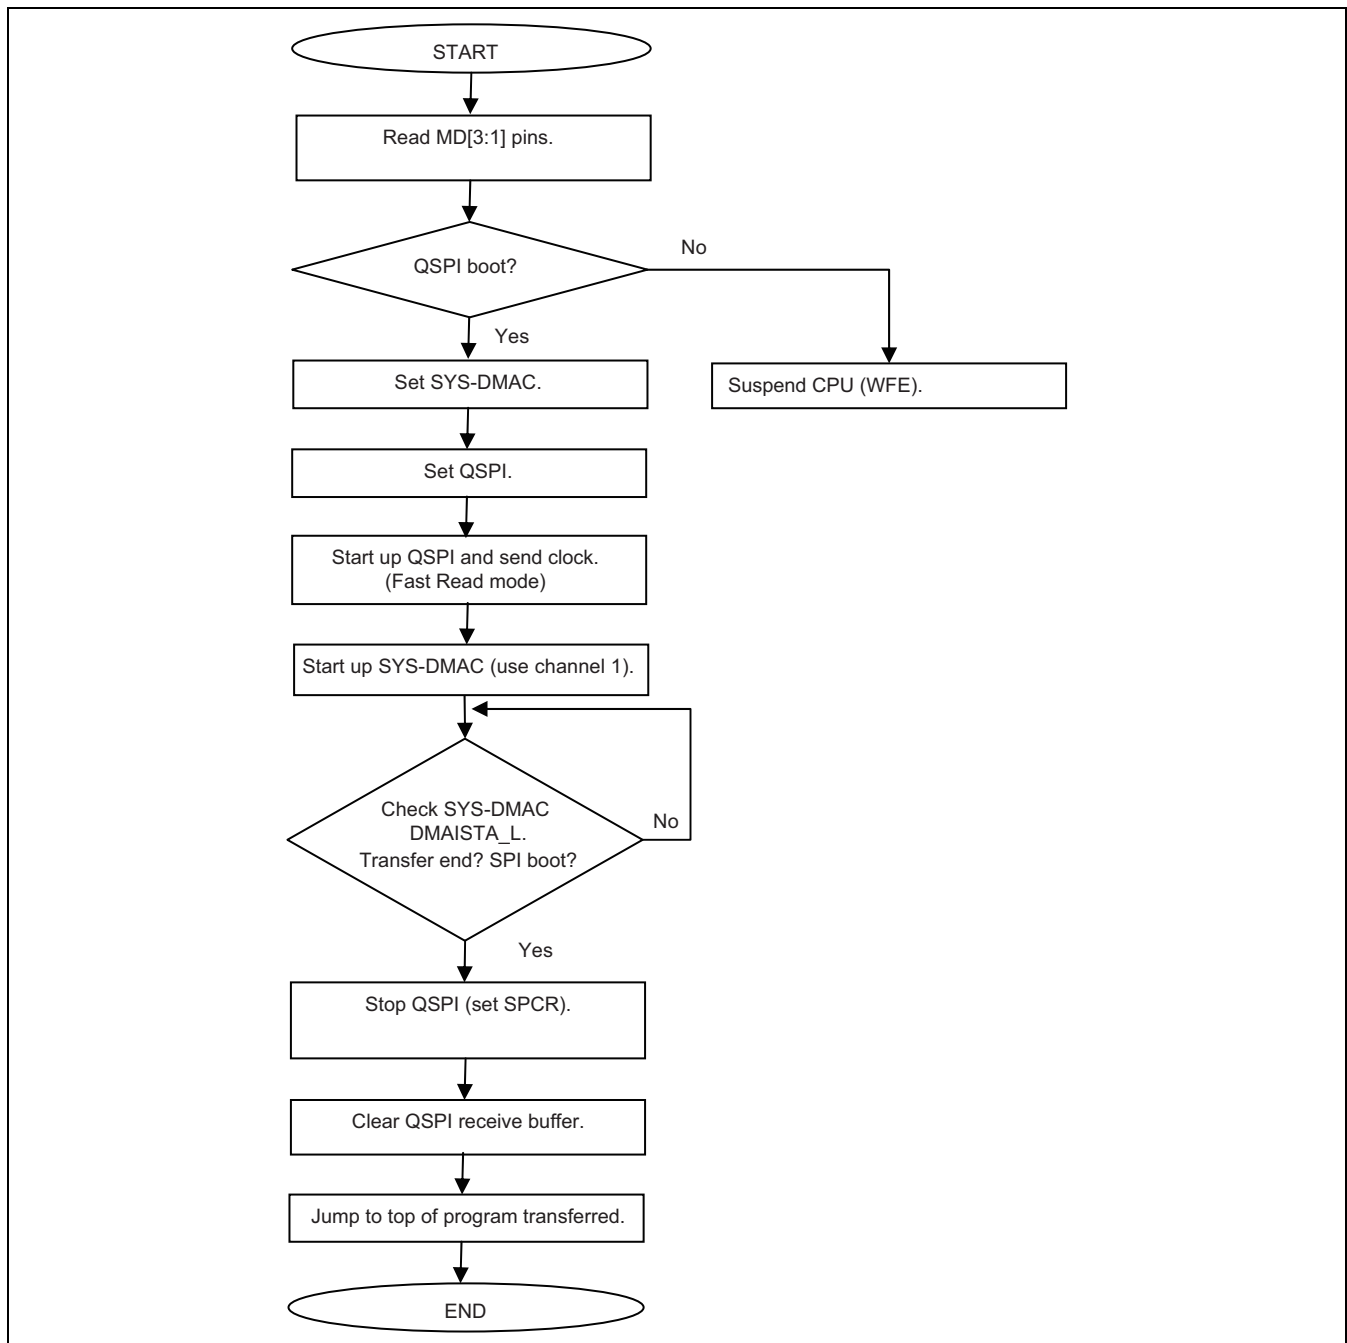 START
Read MD[3:1] pins.
QSPI boot?
No
Yes
Set SYS-DMAC.
Suspend CPU (WFE).
Set QSPI.
Start up QSPI and send clock.
(Fast Read mode)
Start up SYS-DMAC (use channel 1).
Check SYS-DMAC
DMAISTA_L.
Transfer end? SPI boot?
No
Yes
Stop QSPI (set SPCR).
Clear QSPI receive buffer.
Jump to top of program transferred.
END